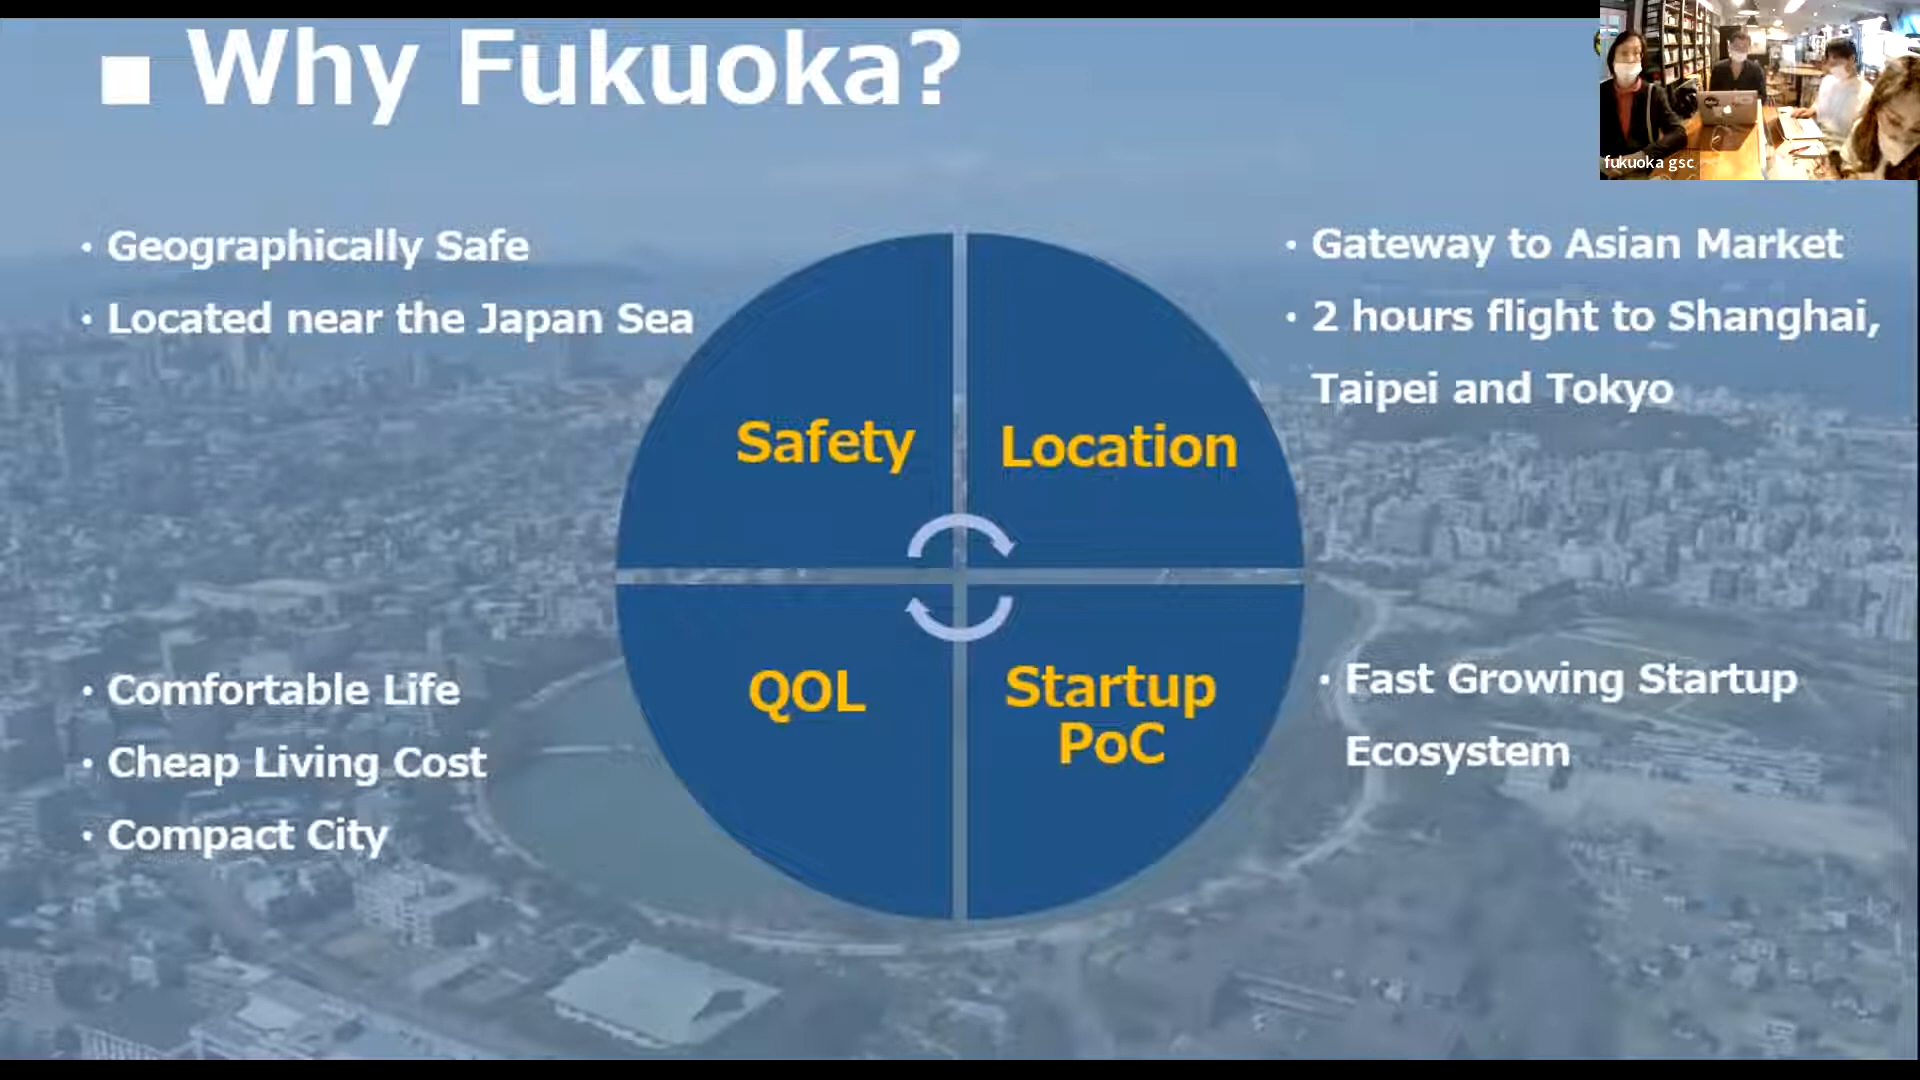 ■ Why Fukuoka?
fukuoka gsc
・Geographically Safe
・Located near the Japan Sea
・Gateway to Asian Market
・2 hours flight to Shanghai,
Taipei and Tokyo
Safety
Location
QOL
Startup
PoC
・Comfortable Life
・Cheap Living Cost
・Compact City
・Fast Growing Startup
Ecosystem